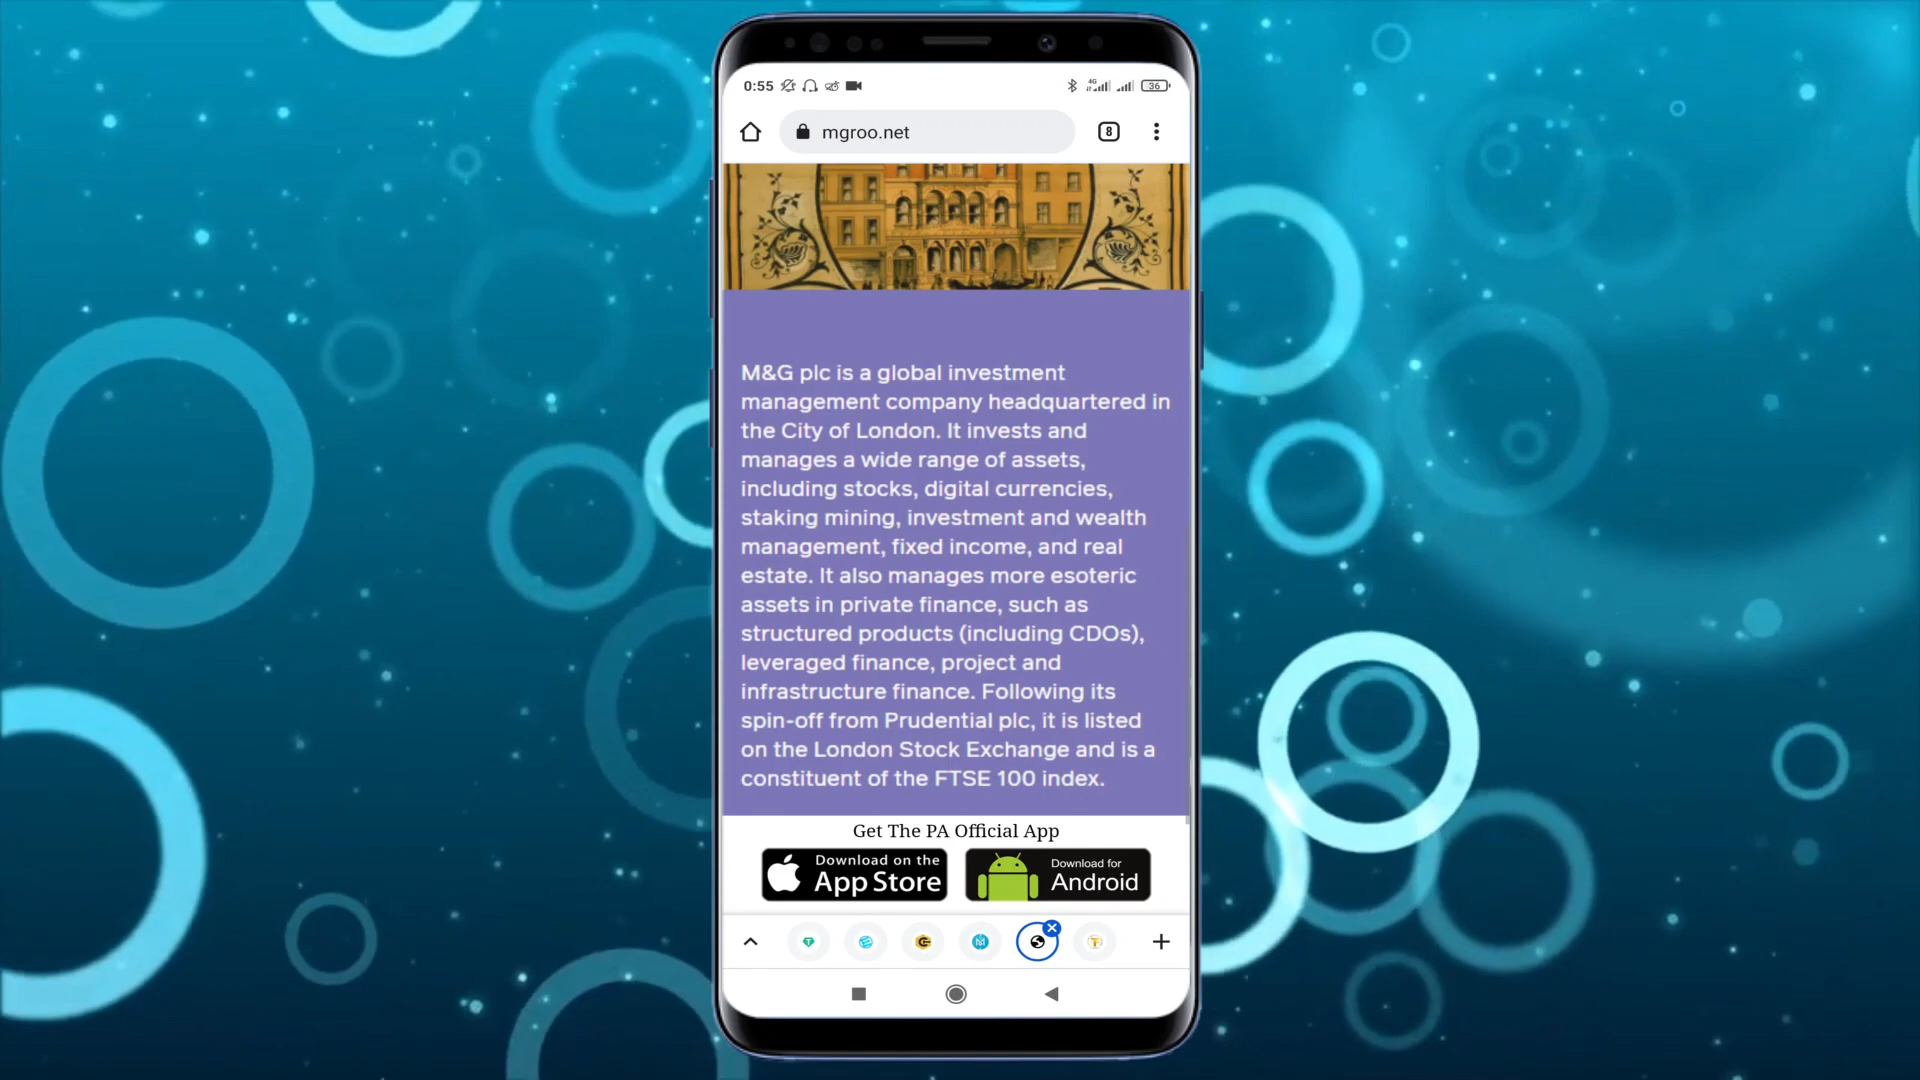 0:55
4G
36
mgroo.net
8
M&G plc is a global investment
management company headquartered in
the City of London. It invests and
manages a wide range of assets,
including stocks, digital currencies,
staking mining, investment and wealth
management, fixed income, and real
estate. It also manages more esoteric
assets in private finance, such as
structured products (including CDOs),
leveraged finance, project and
infrastructure finance. Following its
spin-off from Prudential plc, it is listed
on the London Stock Exchange and is a
constituent of the FTSE 100 index.
Get The PA Official App
Download on the
App Store
Download for
Android